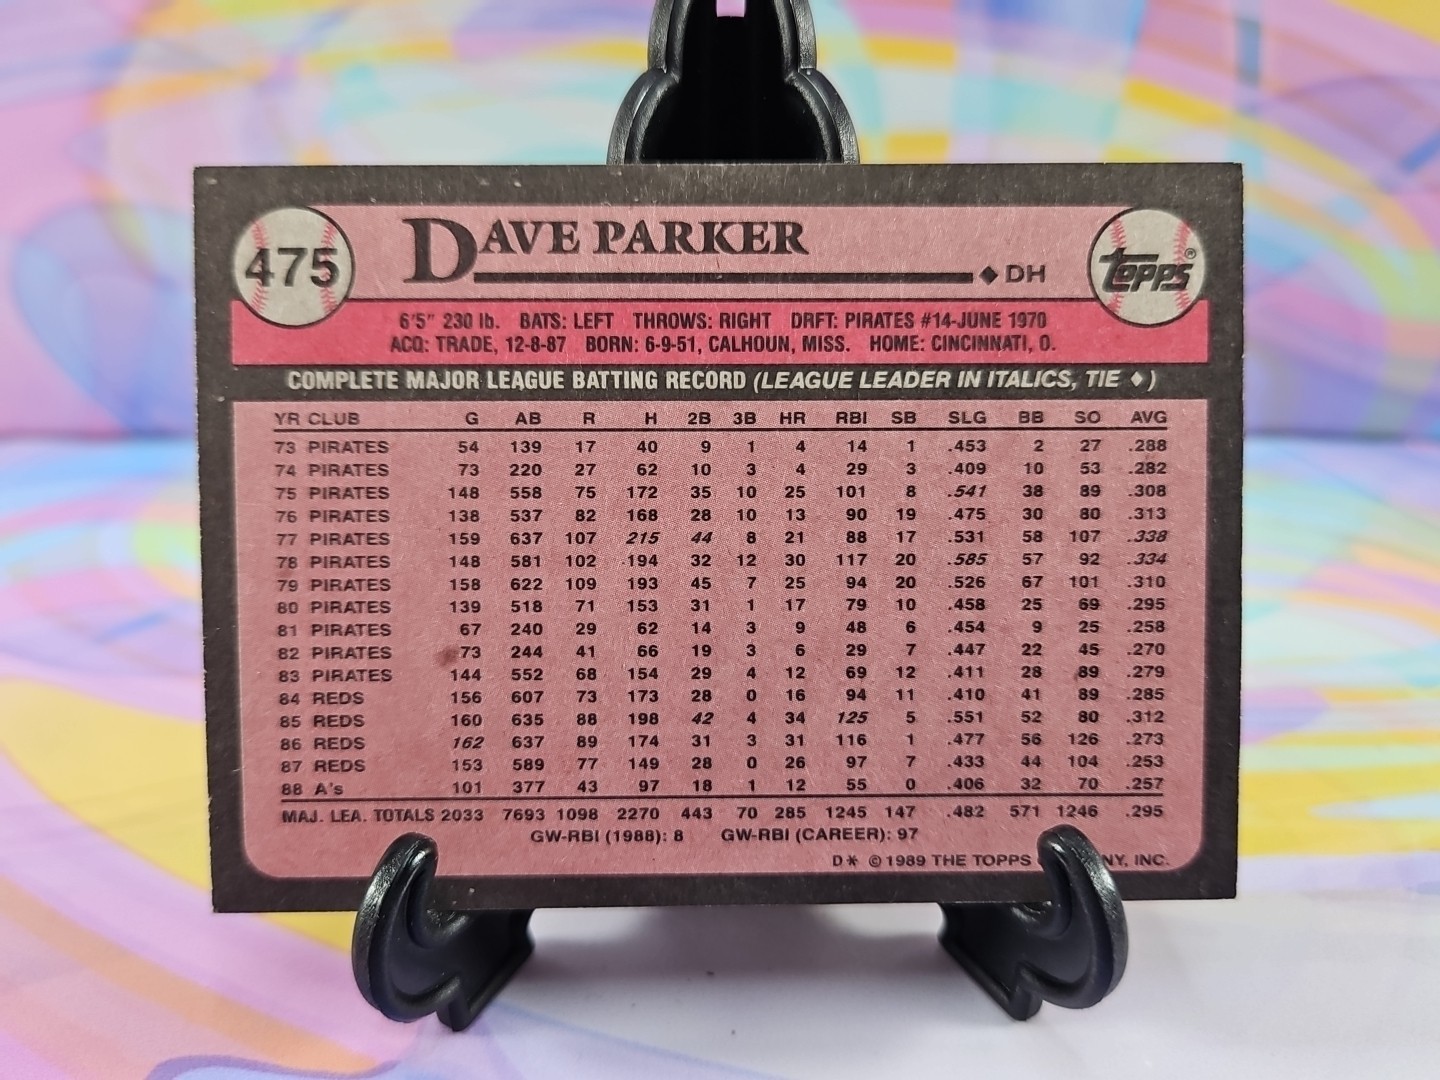 475 DAVE PARKER ◆ DH TOPPS®
6'5" 230 lb. BATS: LEFT THROWS: RIGHT DRFT: PIRATES #14-JUNE 1970
ACQ: TRADE, 12-8-87 BORN: 6-9-51, CALHOUN, MISS. HOME: CINCINNATI, O.
COMPLETE MAJOR LEAGUE BATTING RECORD (LEAGUE LEADER IN ITALICS, TIE ♦)
YR CLUB G AB R H 2B 3B HR RBI SB SLG BB SO AVG
73 PIRATES 54 139 17 40 9 1 4 14 1 .453 2 27 .288
74 PIRATES 73 220 27 62 10 3 4 29 3 .409 10 53 .282
75 PIRATES 148 558 75 172 35 10 25 101 8 .541 38 89 .308
76 PIRATES 138 537 82 168 28 10 13 90 19 .475 30 80 .313
77 PIRATES 159 637 107 215 44 8 21 88 17 .531 58 107 .338
78 PIRATES 148 581 102 194 32 12 30 117 20 .585 57 92 .334
79 PIRATES 158 622 109 193 45 7 25 94 20 .526 67 101 .310
80 PIRATES 139 518 71 153 31 1 17 79 10 .458 25 69 .295
81 PIRATES 67 240 29 62 14 3 9 48 6 .454 9 25 .258
82 PIRATES 73 244 41 66 19 3 6 29 7 .447 22 45 .270
83 PIRATES 144 552 68 154 29 4 12 69 12 .411 28 89 .279
84 REDS 156 607 73 173 28 0 16 94 11 .410 41 89 .285
85 REDS 160 635 88 198 42 4 34 125 5 .551 52 80 .312
86 REDS 162 637 89 174 31 3 31 116 1 .477 56 126 .273
87 REDS 153 589 77 149 28 0 26 97 7 .433 44 104 .253
88 A's 101 377 43 97 18 1 12 55 0 .406 32 70 .257
MAJ. LEA. TOTALS 2033 7693 1098 2270 443 70 285 1245 147 .482 571 1246 .295
GW-RBI (1988): 8 GW-RBI (CAREER): 97
D* © 1989 THE TOPPS NY, INC.